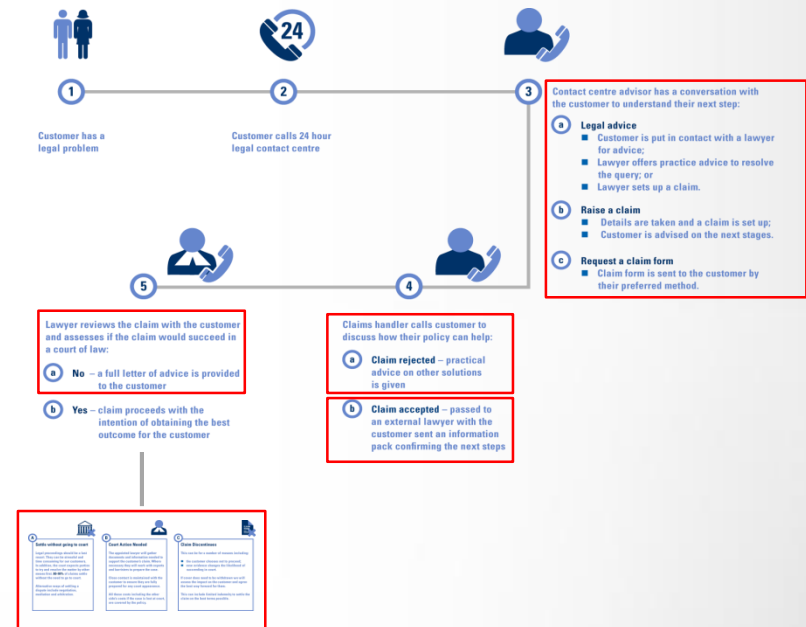 24
1
2
3
Customer has a
legal problem
Customer calls 24 hour
legal contact centre
Contact centre advisor has a conversation with
the customer to understand their next step:
a Legal advice
Customer is put in contact with a lawyer
for advice;
Lawyer offers practice advice to resolve
the query; or
Lawyer sets up a claim.
b Raise a claim
Details are taken and a claim is set up;
Customer is advised on the next stages.
c Request a claim form
Claim form is sent to the customer by
their preferred method.
5
4
Lawyer reviews the claim with the customer
and assesses if the claim would succeed in
a court of law:
a No – a full letter of advice is provided
to the customer
b Yes – claim proceeds with the
intention of obtaining the best
outcome for the customer
Claims handler calls customer to
discuss how their policy can help:
a Claim rejected – practical
advice on other solutions
is given
b Claim accepted – passed to
an external lawyer with the
customer sent an information
pack confirming the next steps
A
Settle without going to court
B
Court Action Needed
C
Claim Discontinues